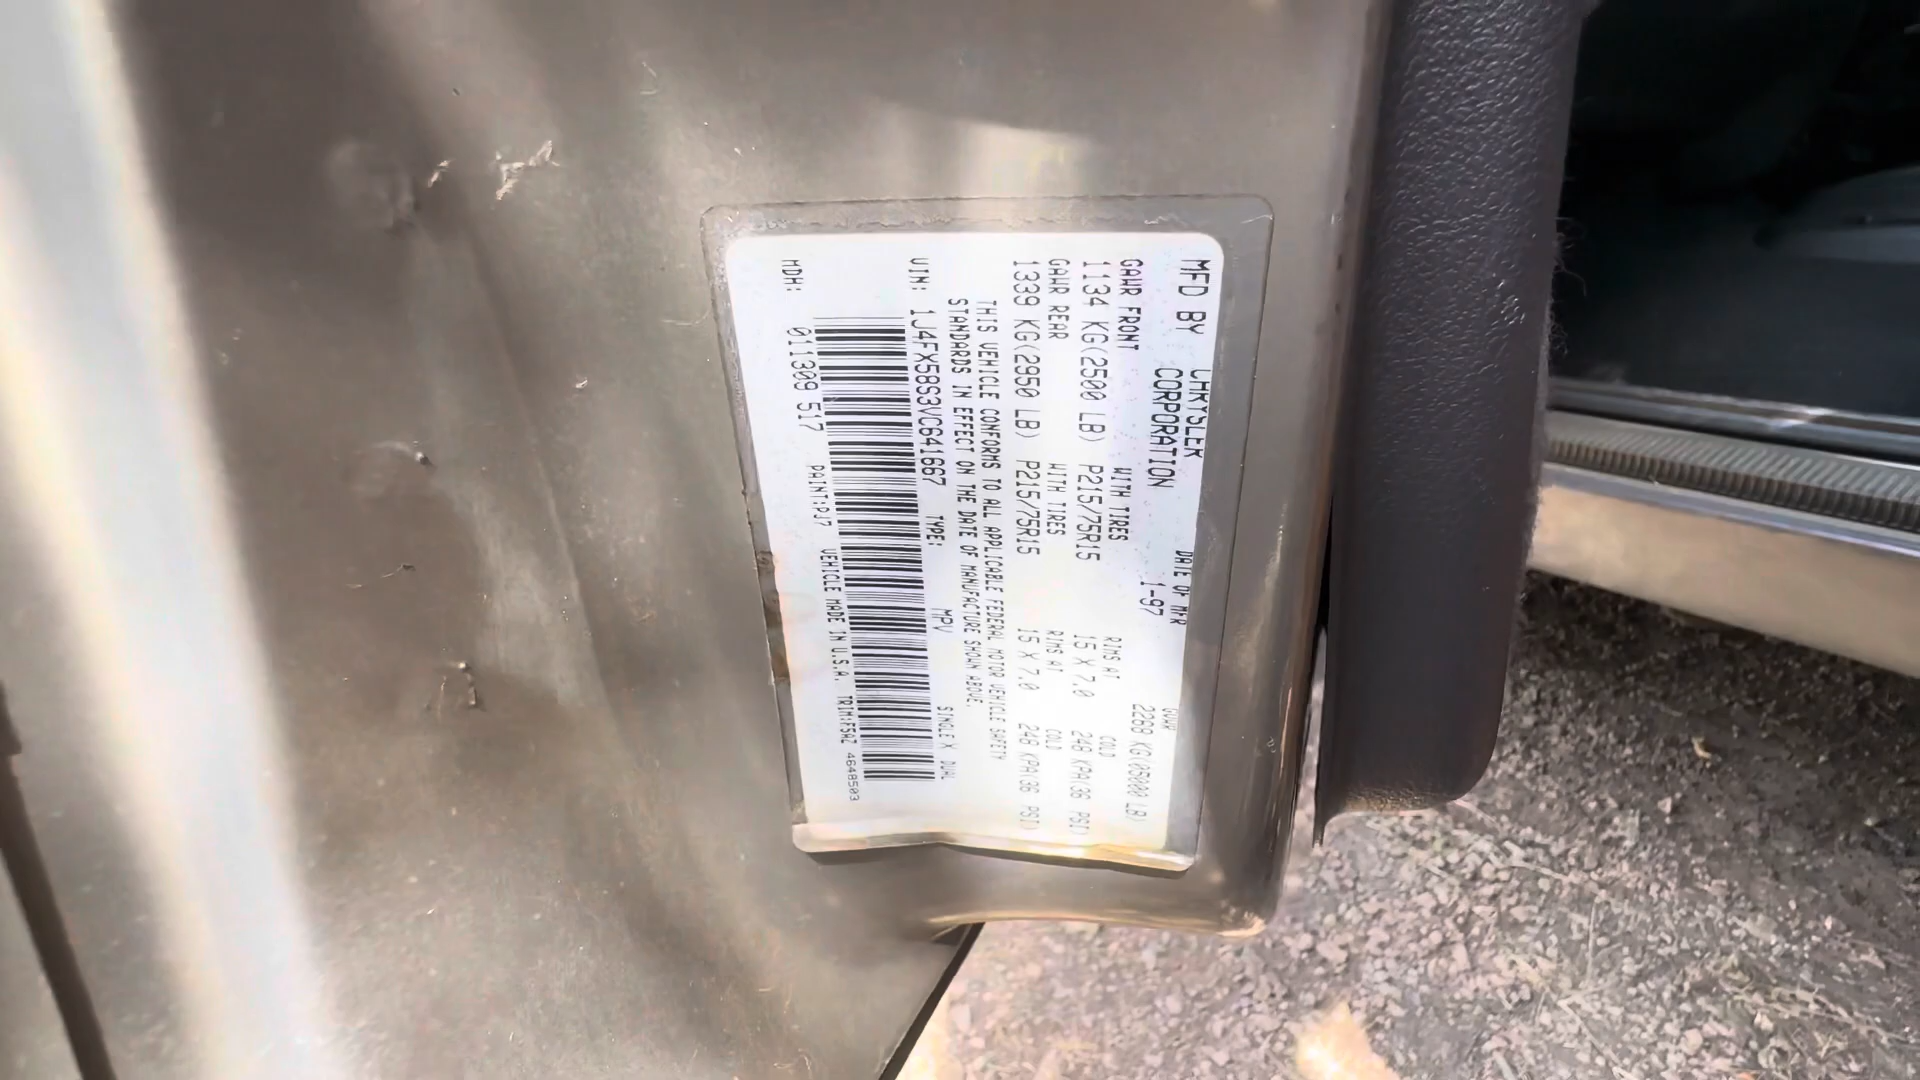 MFD BY CHRYSLER CORPORATION DATE OF MFR 1-97 GVWR 2268 KG(05000 LB)
GAWR FRONT WITH TIRES RIMS AT COLD
1134 KG(2500 LB) P215/75R15 15 X 7.0 248 KPA(36 PSI)
GAWR REAR WITH TIRES RIMS AT COLD
1339 KG(2950 LB) P215/75R15 15 X 7.0 248 KPA(36 PSI)
THIS VEHICLE CONFORMS TO ALL APPLICABLE FEDERAL MOTOR VEHICLE SAFETY
STANDARDS IN EFFECT ON THE DATE OF MANUFACTURE SHOWN ABOVE.
VIN: 1J4FX58S3VC641667 TYPE: MPV SINGLE X DUAL
MDH: 011309 517 PAINT:PJ7 VEHICLE MADE IN U.S.A. TRIM:F5AZ 4648503